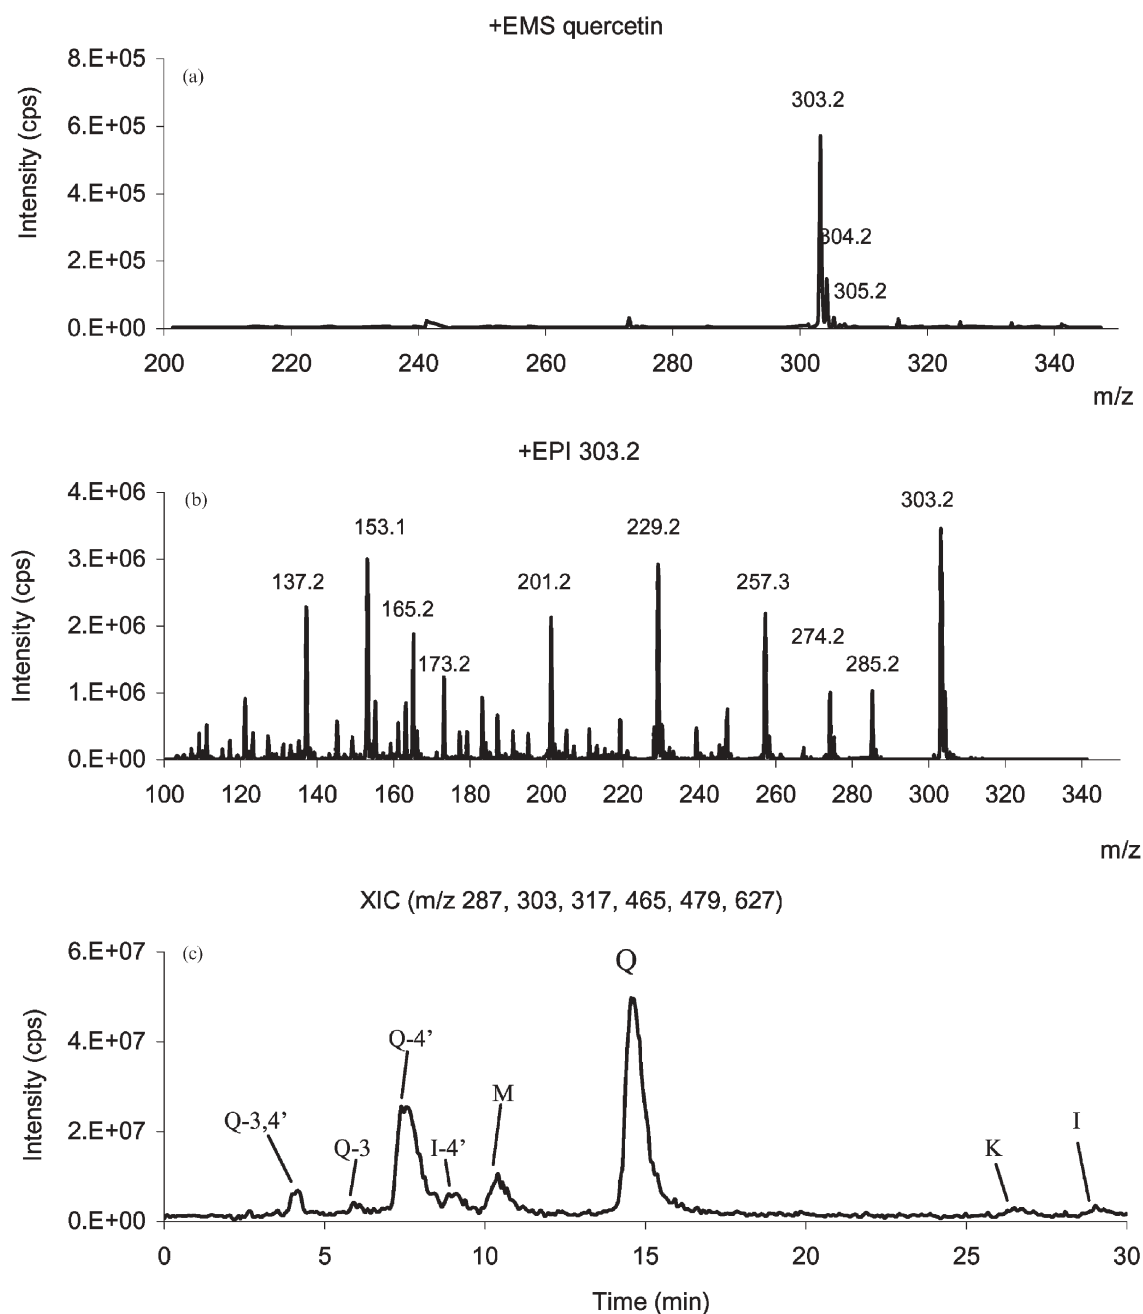 +EMS quercetin
(a)
8.E+05
6.E+05
4.E+05
2.E+05
0.E+00
Intensity (cps)
303.2
304.2
305.2
200 220 240 260 280 300 320 340
m/z
+EPI 303.2
(b)
4.E+06
3.E+06
2.E+06
1.E+06
0.E+00
Intensity (cps)
137.2
153.1
165.2
173.2
201.2
229.2
257.3
274.2
285.2
303.2
100 120 140 160 180 200 220 240 260 280 300 320 340
m/z
XIC (m/z 287, 303, 317, 465, 479, 627)
(c)
6.E+07
4.E+07
2.E+07
0.E+00
Intensity (cps)
Q-3,4’
Q-3
Q-4’
I-4’
M
Q
K
I
0 5 10 15 20 25 30
Time (min)